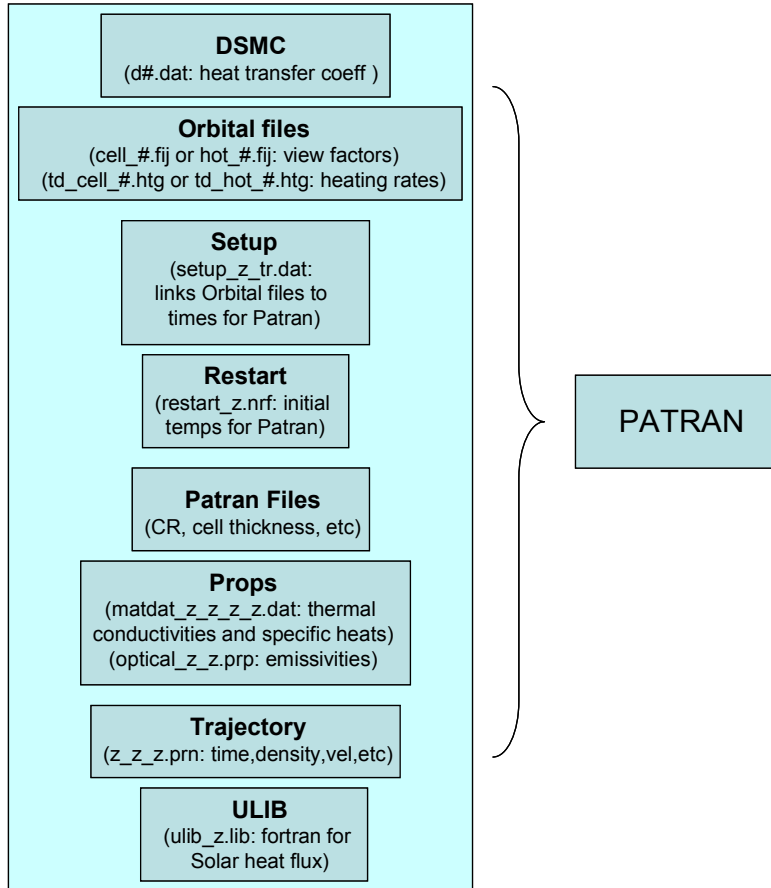 DSMC
(d#.dat: heat transfer coeff )
Orbital files
(cell_#.fij or hot_#.fij: view factors)
(td_cell_#.htg or td_hot_#.htg: heating rates)
Setup
(setup_z_tr.dat:
links Orbital files to
times for Patran)
Restart
(restart_z.nrf: initial
temps for Patran)
Patran Files
(CR, cell thickness, etc)
Props
(matdat_z_z_z_z.dat: thermal
conductivities and specific heats)
(optical_z_z.prp: emissivities)
Trajectory
(z_z_z.prn: time,density,vel,etc)
ULIB
(ulib_z.lib: fortran for
Solar heat flux)
PATRAN